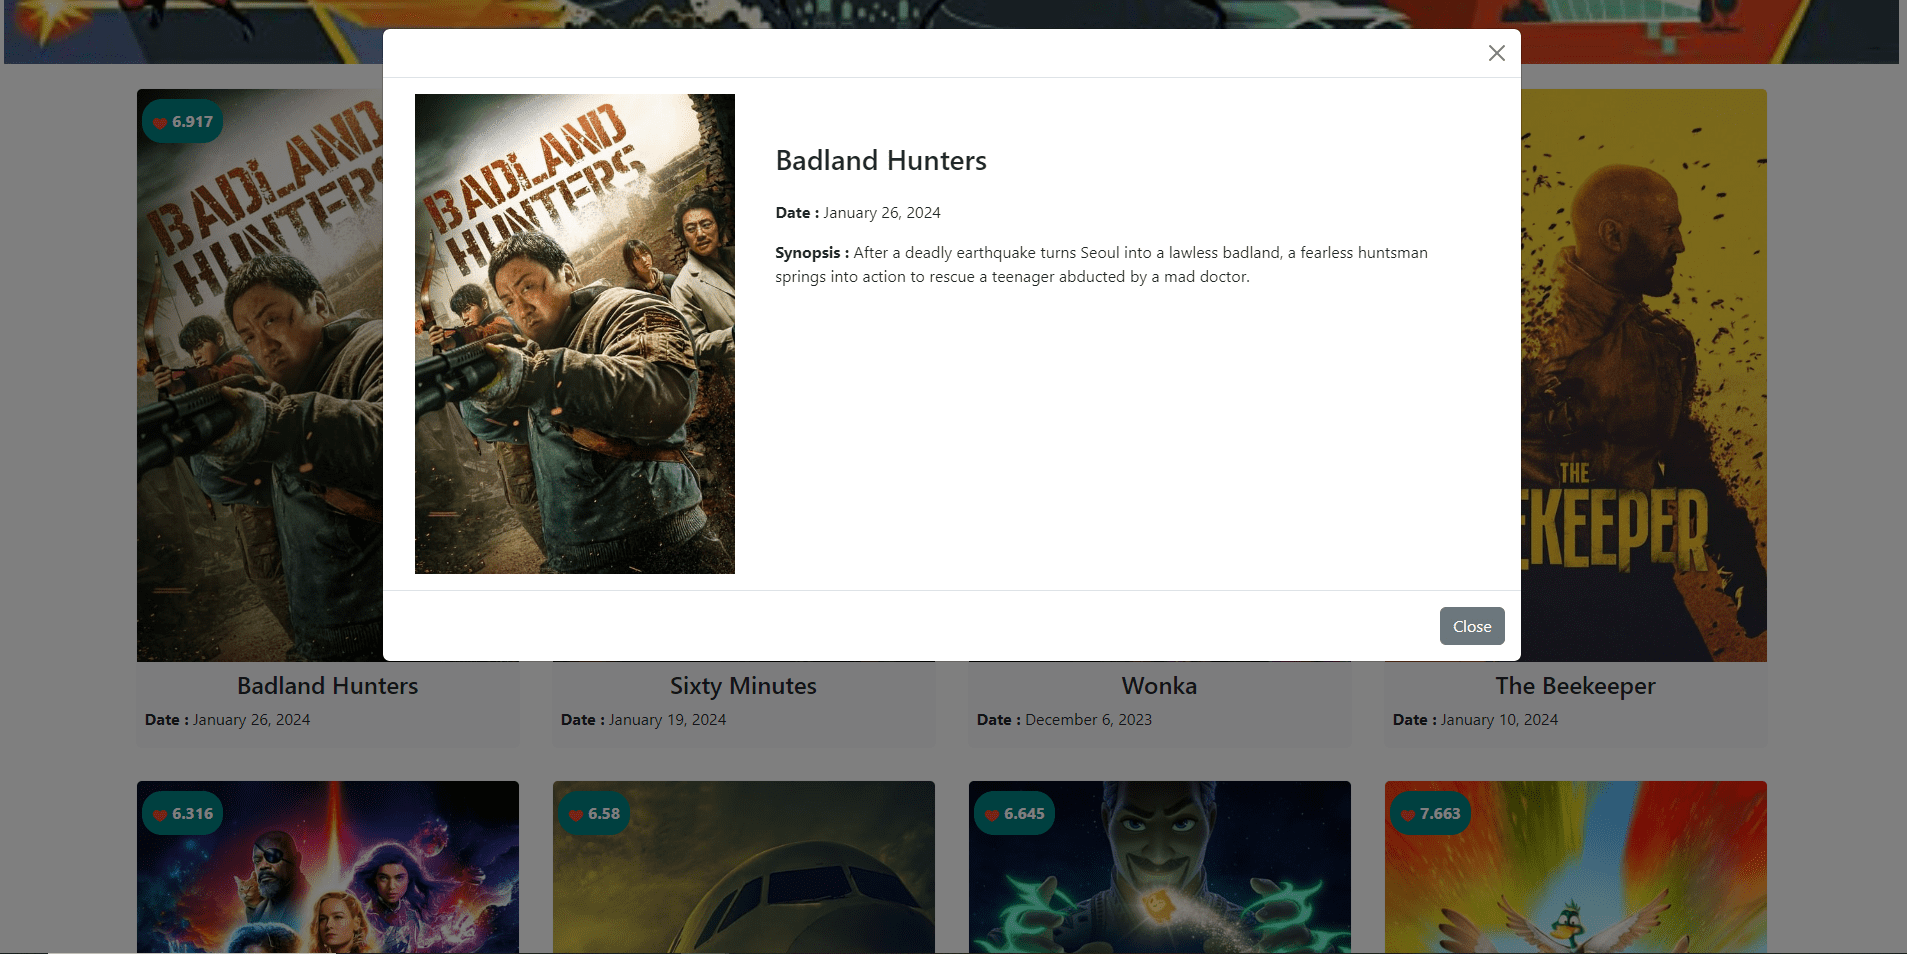 6.917
BADLAND
HUNTERS
BADLAND
HUNTERS
Badland Hunters
Date : January 26, 2024
Synopsis : After a deadly earthquake turns Seoul into a lawless badland, a fearless huntsman
springs into action to rescue a teenager abducted by a mad doctor.
THE
EKEEPER
Close
Badland Hunters
Date : January 26, 2024
Sixty Minutes
Date : January 19, 2024
Wonka
Date : December 6, 2023
The Beekeeper
Date : January 10, 2024
6.316
6.58
6.645
7.663